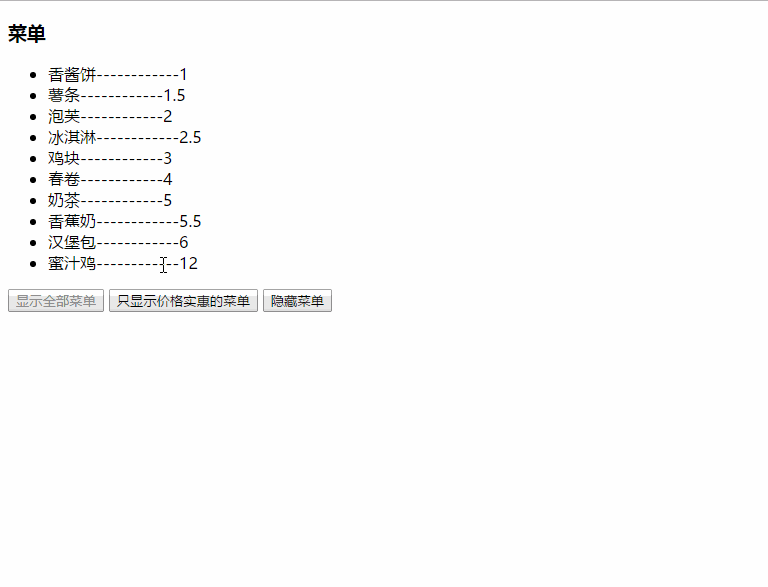 菜单
香酱饼------------1
薯条------------1.5
泡芙------------2
冰淇淋------------2.5
鸡块------------3
春卷------------4
奶茶------------5
香蕉奶------------5.5
汉堡包------------6
蜜汁鸡------------12
显示全部菜单 只显示价格实惠的菜单 隐藏菜单